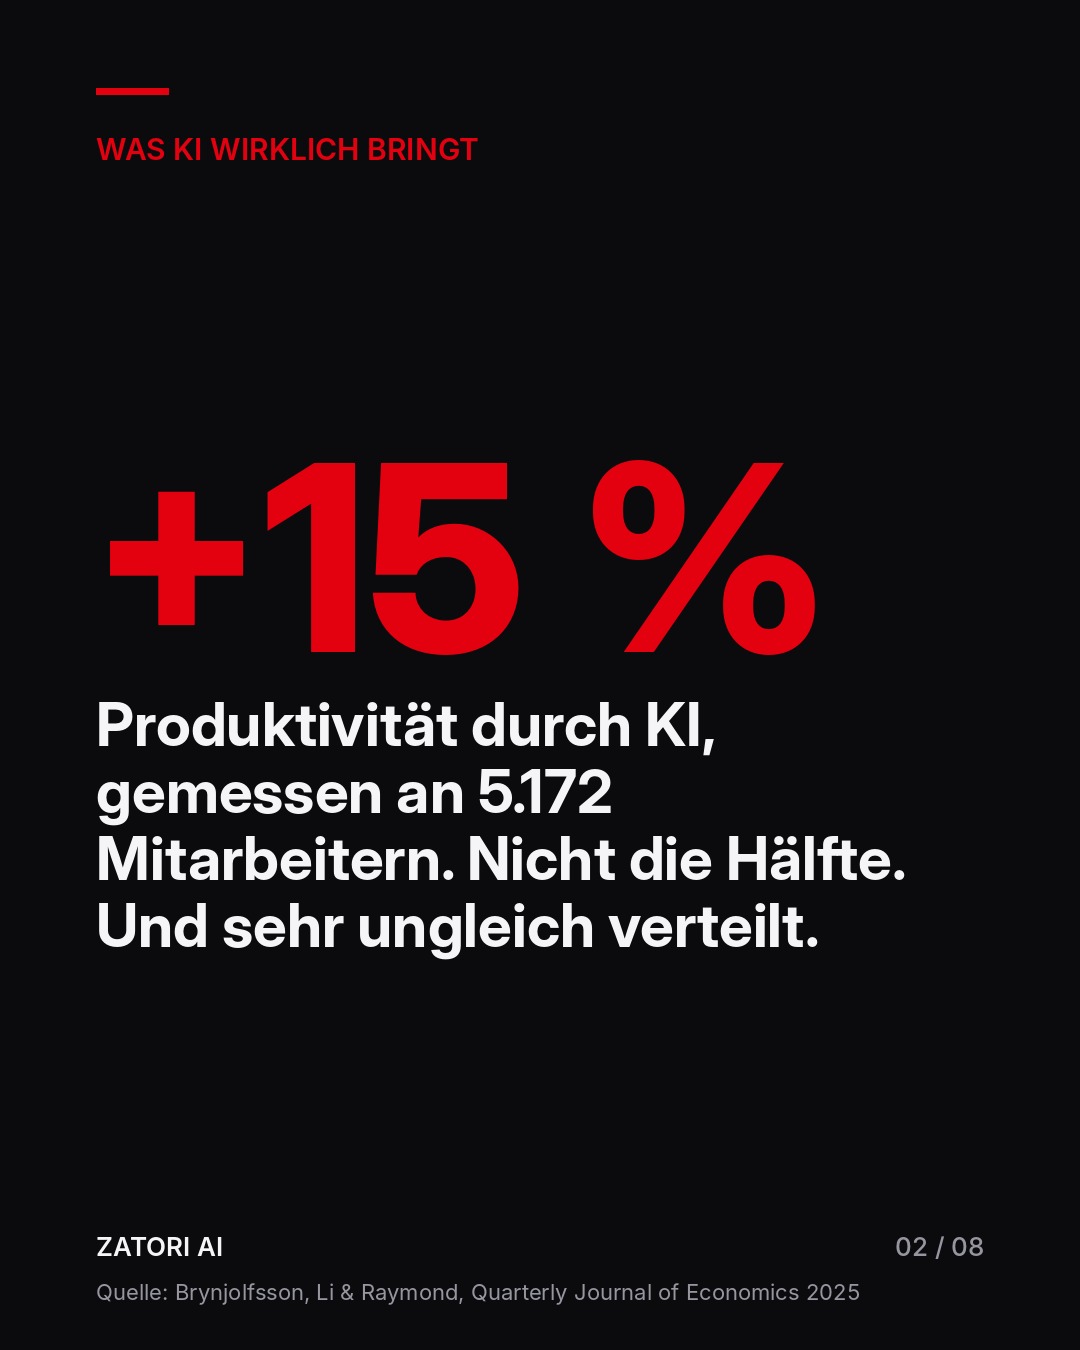 WAS KI WIRKLICH BRINGT
+15 %
Produktivität durch KI,
gemessen an 5.172
Mitarbeitern. Nicht die Hälfte.
Und sehr ungleich verteilt.
ZATORI AI
02 / 08
Quelle: Brynjolfsson, Li & Raymond, Quarterly Journal of Economics 2025